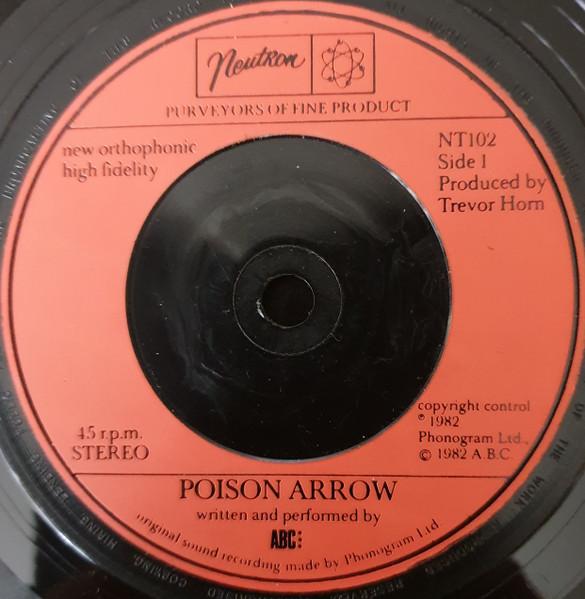 Neutron
PURVEYORS OF FINE PRODUCT
new orthophonic
high fidelity
NT102
Side 1
Produced by
Trevor Horn
45 r.p.m.
STEREO
copyright control
℗ 1982
Phonogram Ltd.,
© 1982 A.B.C.
POISON ARROW
written and performed by
ABC:
original sound recording made by Phonogram Ltd